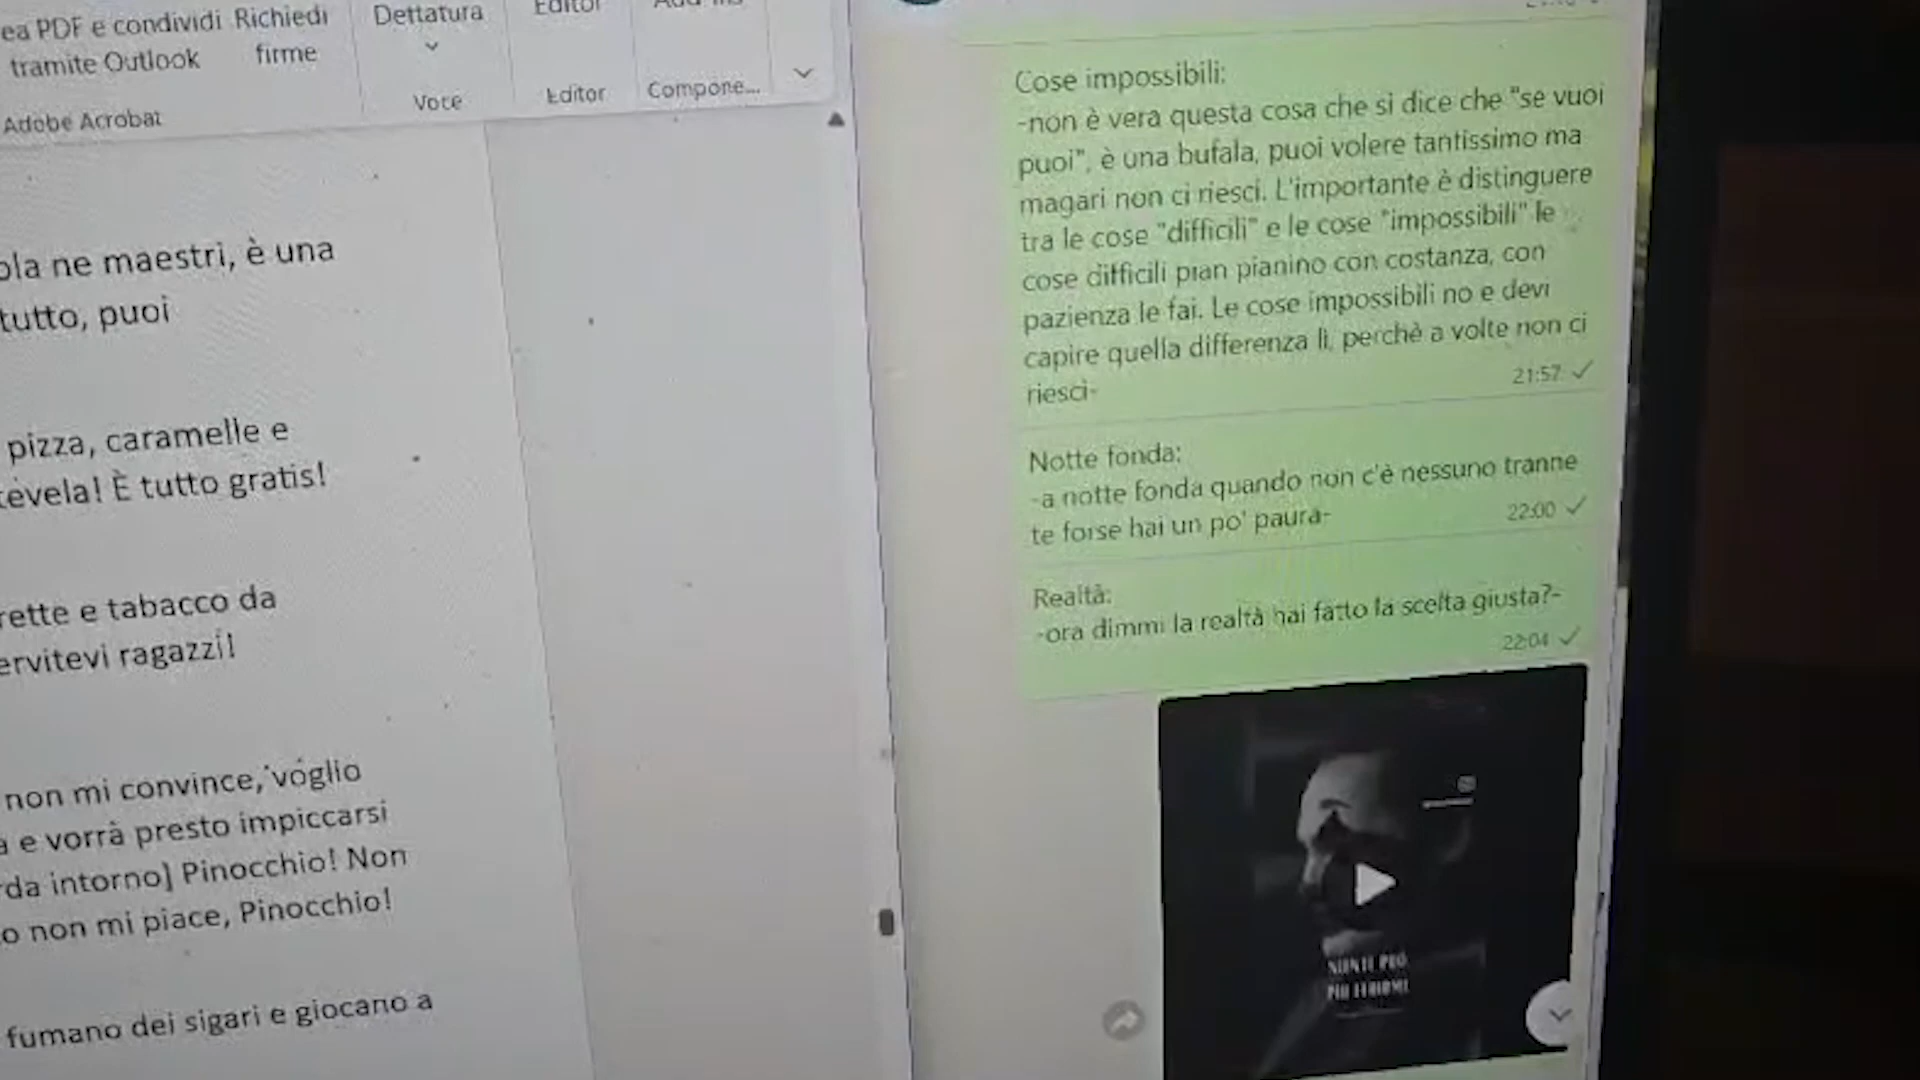 ea PDF e condividi
tramite Outlook
Richiedi
firme
Adobe Acrobat
Dettatura
Voce
Editor
Editor
Compone...
ola ne maestri, è una
tutto, puoi
pizza, caramelle e
tevela! È tutto gratis!
rette e tabacco da
ervitevi ragazzi!
non mi convince, voglio
a e vorrà presto impiccarsi
rda intorno] Pinocchio! Non
o non mi piace, Pinocchio!
fumano dei sigari e giocano a
Cose impossibili:
-non è vera questa cosa che si dice che "se vuoi
puoi", è una bufala, puoi volere tantissimo ma
magari non ci riesci. L'importante è distinguere
tra le cose "difficili" e le cose "impossibili" le
cose difficili pian pianino con costanza, con
pazienza le fai. Le cose impossibili no e devi
capire quella differenza lì, perchè a volte non ci
riesci-
21:57
Notte fonda:
-a notte fonda quando non c'è nessuno tranne
te forse hai un po' paura-
22:00
Realtà:
-ora dimmi la realtà hai fatto la scelta giusta?-
22:04
NIENTE PUÒ
PIÙ FERIRMI